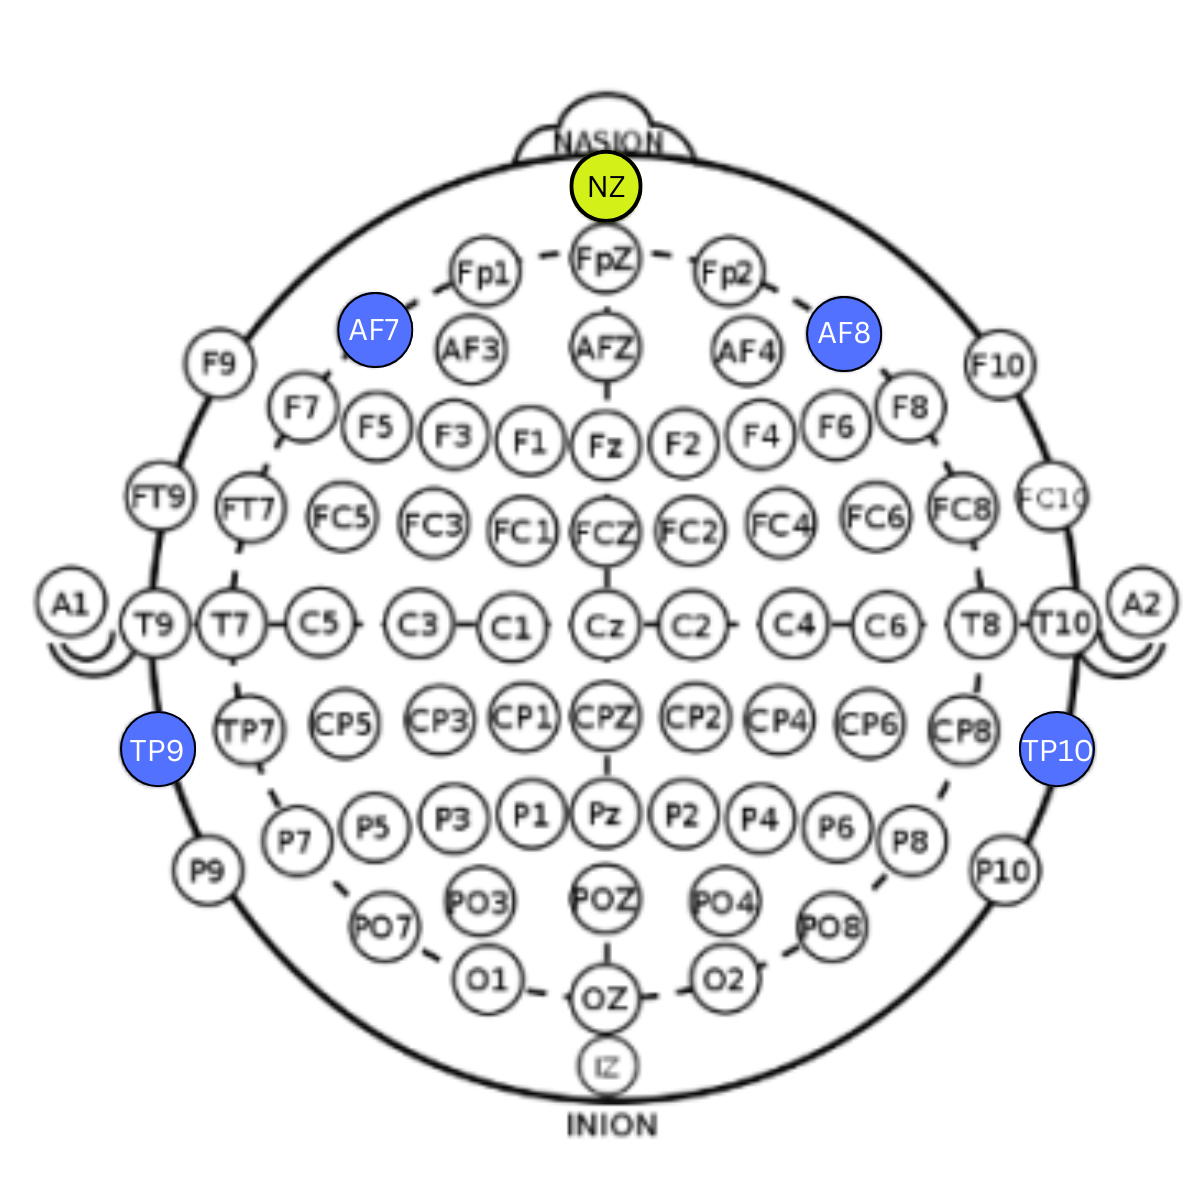 NASION
NZ
Fp1 FpZ Fp2
AF7 AF3 AFZ AF4 AF8
F9 F7 F5 F3 F1 Fz F2 F4 F6 F8 F10
FT9 FT7 FC5 FC3 FC1 FCZ FC2 FC4 FC6 FC8 FC10
A1 T9 T7 C5 C3 C1 Cz C2 C4 C6 T8 T10 A2
TP9 TP7 CP5 CP3 CP1 CPZ CP2 CP4 CP6 CP8 TP10
P9 P7 P5 P3 P1 Pz P2 P4 P6 P8 P10
PO7 PO3 POZ PO4 PO8
O1 OZ O2
IZ
INION